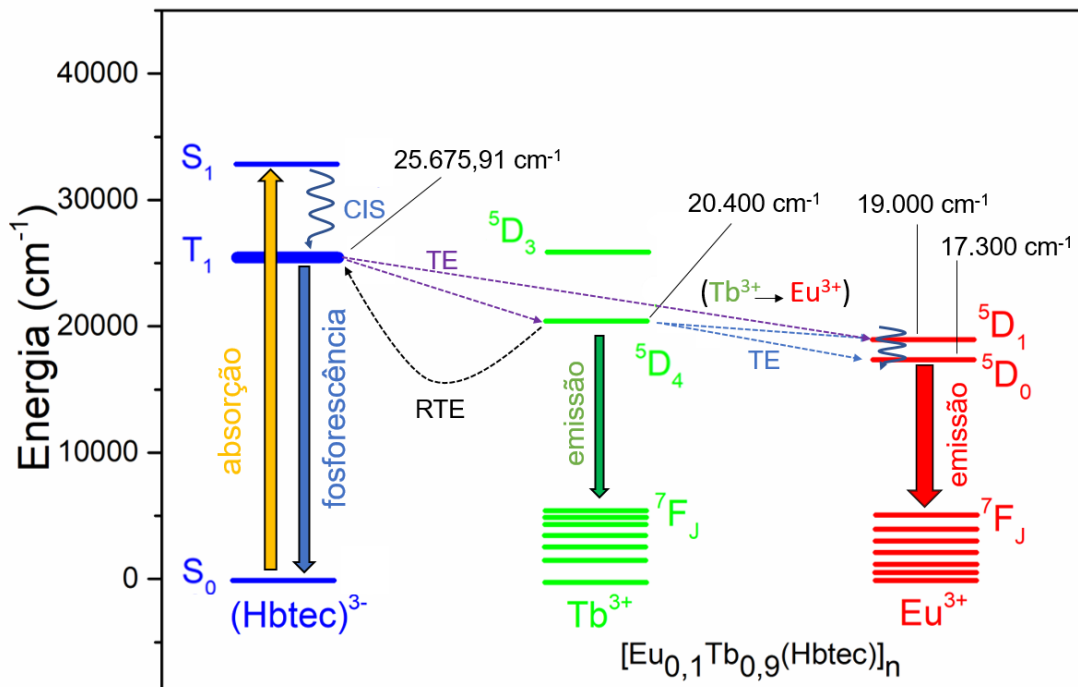 Energia (cm⁻¹)
40000
30000
20000
10000
0
S₁
CIS
T₁
25.675,91 cm⁻¹
absorção
fosforescência
S₀
(Hbtec)³⁻
TE
RTE
⁵D₃
20.400 cm⁻¹
⁵D₄
emissão
⁷F_J
Tb³⁺
(Tb³⁺ → Eu³⁺)
TE
19.000 cm⁻¹
17.300 cm⁻¹
⁵D₁
⁵D₀
emissão
⁷F_J
Eu³⁺
[Eu₀,₁Tb₀,₉(Hbtec)]ₙ